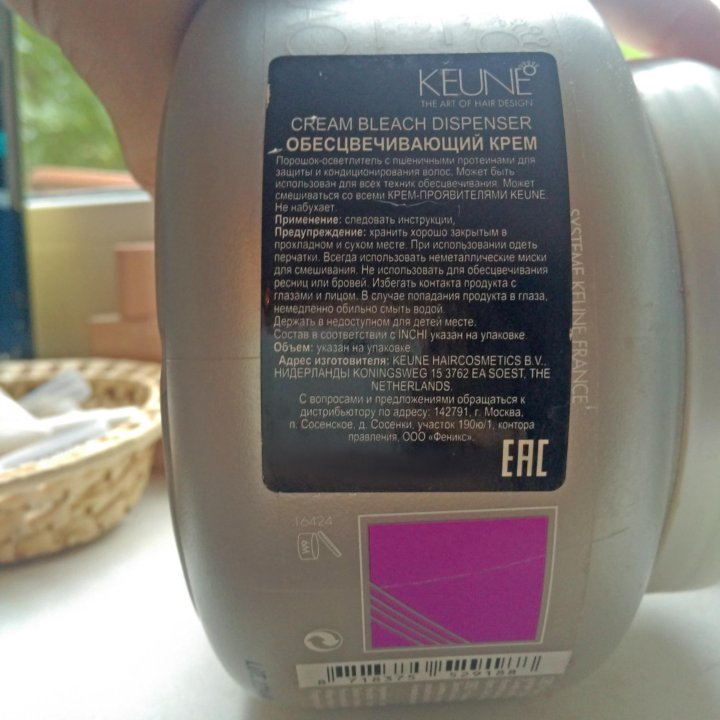 KEUNE
THE ART OF HAIR DESIGN
CREAM BLEACH DISPENSER
ОБЕСЦВЕЧИВАЮЩИЙ КРЕМ
Порошок-осветлитель с пшеничными протеинами для
защиты и кондиционирования волос. Может быть
использован для всех техник обесцвечивания. Может
смешиваться со всеми КРЕМ-ПРОЯВИТЕЛЯМИ KEUNE.
Не набухает.
Применение: следовать инструкции,
Предупреждение: хранить хорошо закрытым в
прохладном и сухом месте. При использовании одеть
перчатки. Всегда использовать неметаллические миски
для смешивания. Не использовать для обесцвечивания
ресниц или бровей. Избегать контакта продукта с
глазами и лицом. В случае попадания продукта в глаза,
немедленно обильно смыть водой.
Держать в недоступном для детей месте.
Состав в соответствии с INCHI указан на упаковке.
Объем: указан на упаковке.
Адрес изготовителя: KEUNE HAIRCOSMETICS B.V.,
НИДЕРЛАНДЫ KONINGSWEG 15 3762 EA SOEST, THE
NETHERLANDS.
С вопросами и предложениями обращаться к
дистрибьютору по адресу: 142791, г. Москва,
п. Сосенское, д. Сосенки, участок 190ю/1, контора
правления, ООО «Феникс».
EAC
SYSTEME KEUNE FRANCE
16424
9M
8 718375 529188